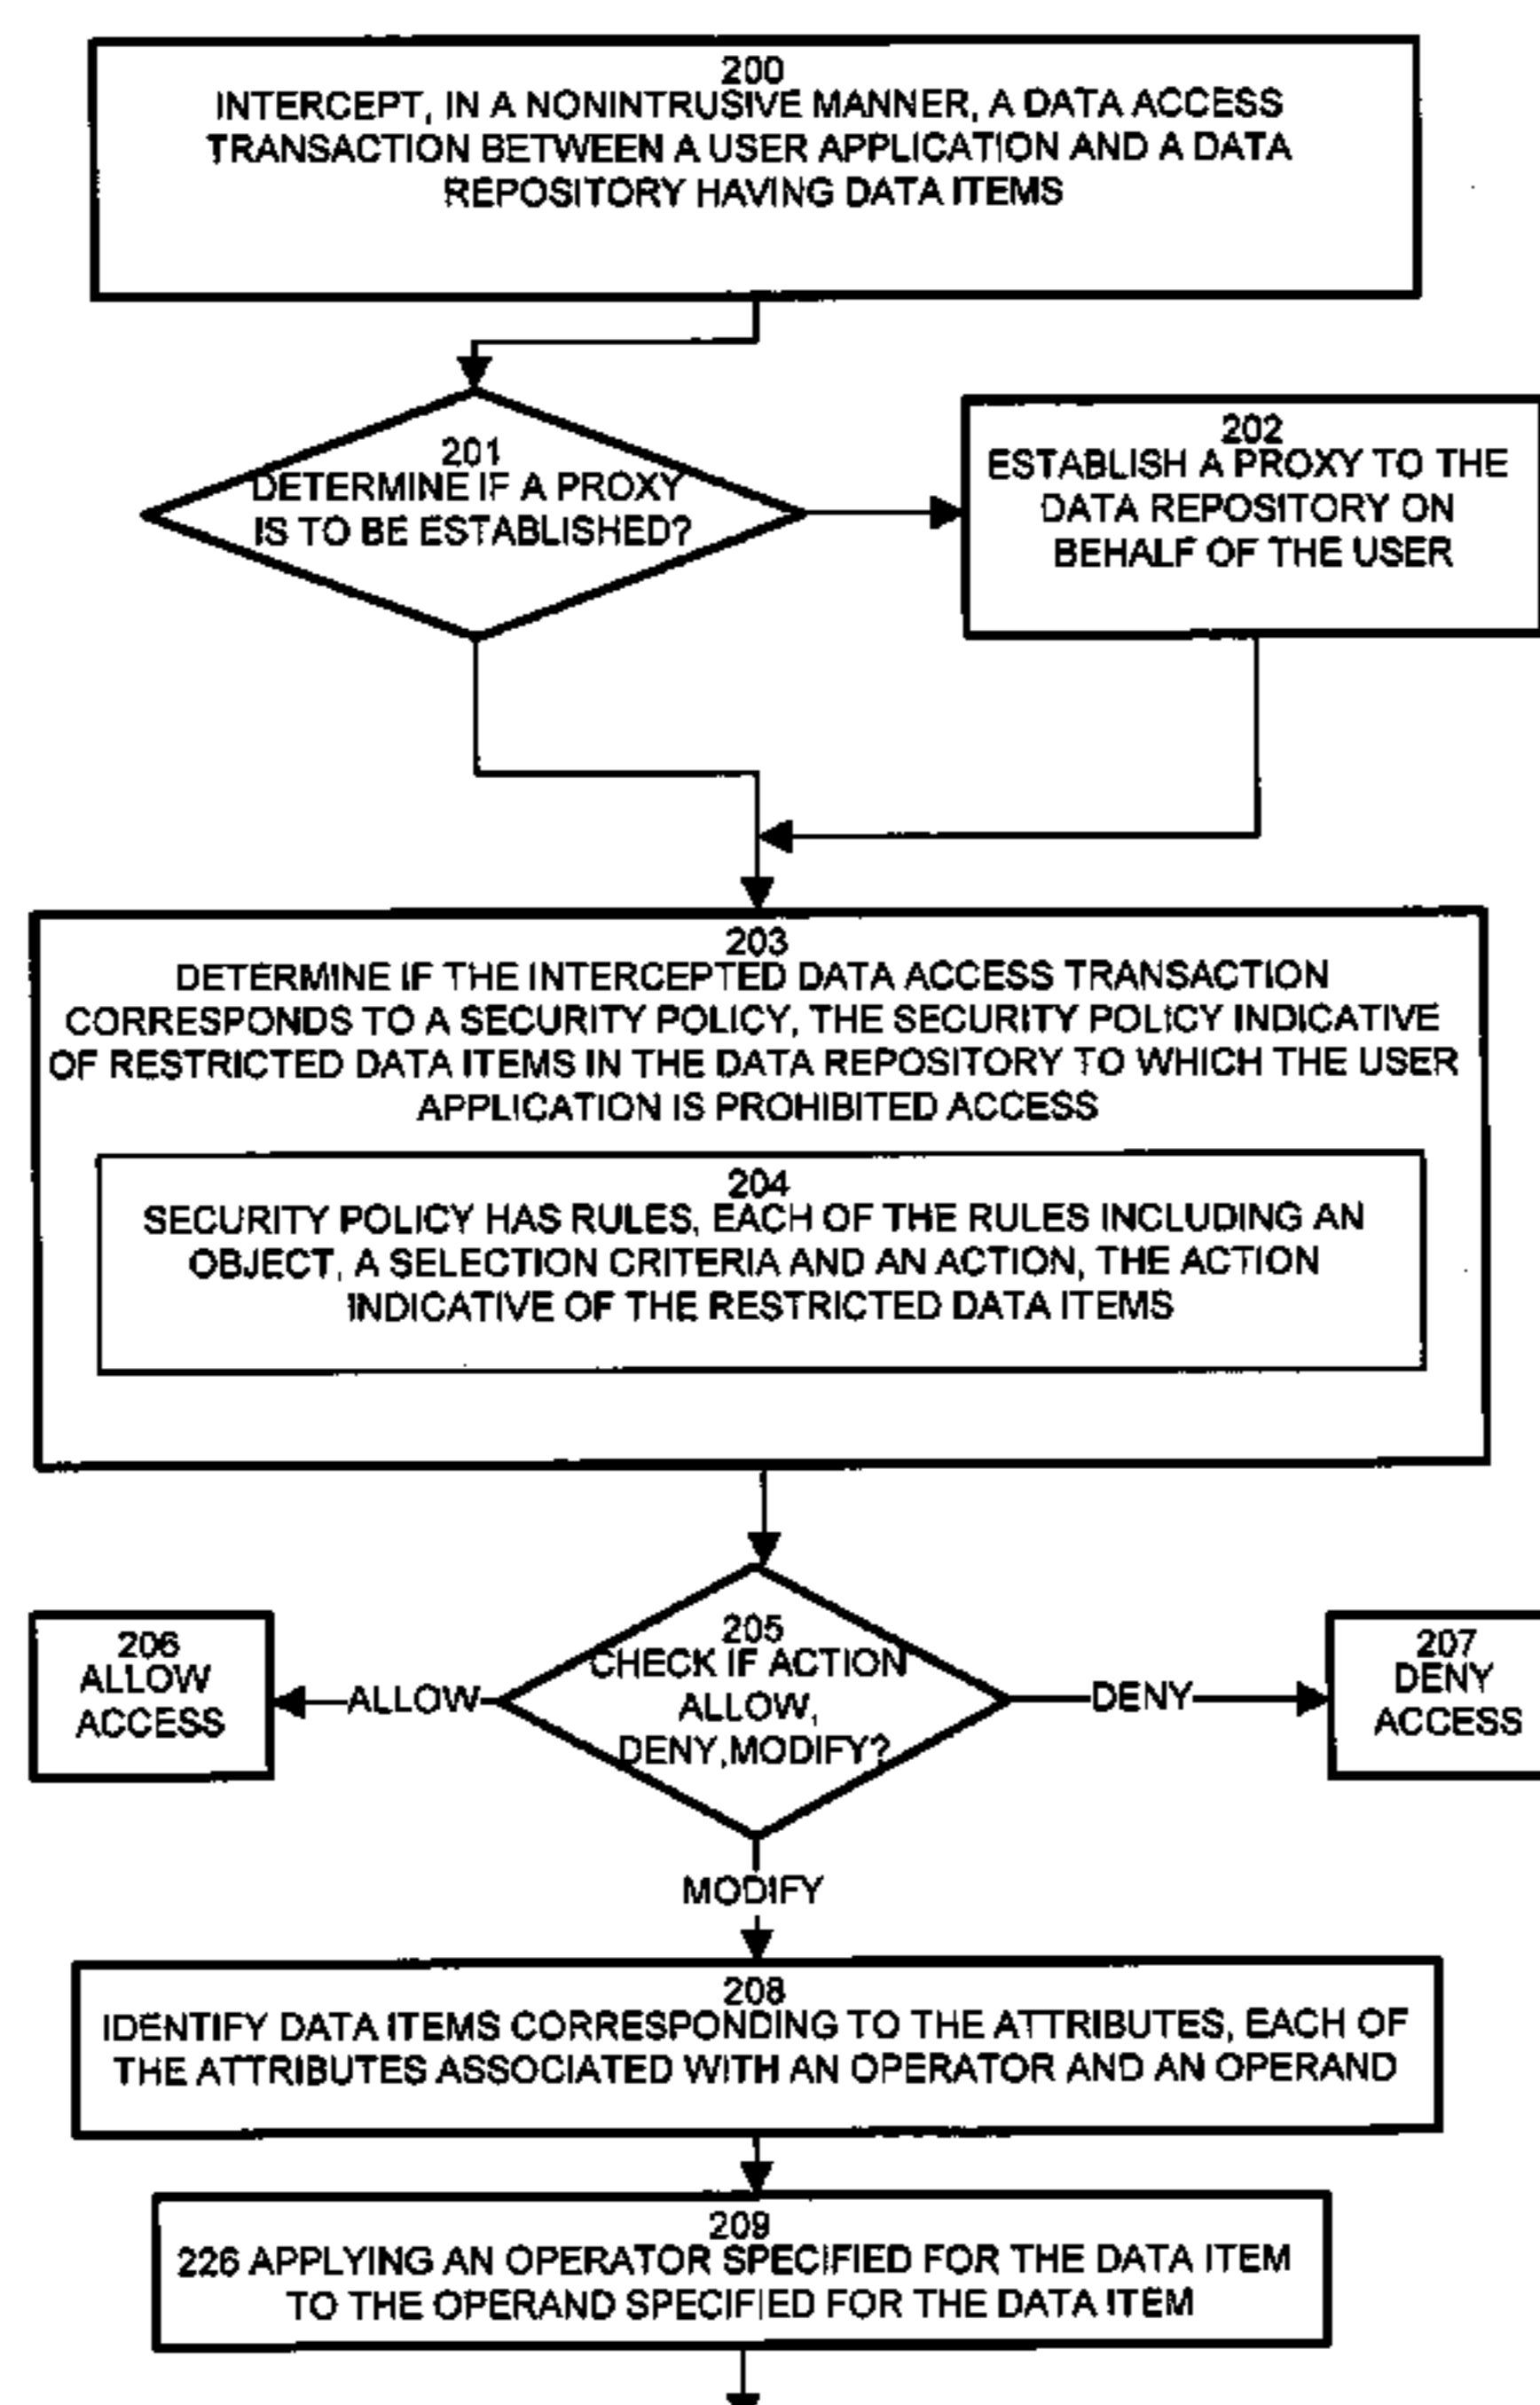 200
INTERCEPT, IN A NONINTRUSIVE MANNER, A DATA ACCESS
TRANSACTION BETWEEN A USER APPLICATION AND A DATA
REPOSITORY HAVING DATA ITEMS
201
DETERMINE IF A PROXY
IS TO BE ESTABLISHED?
202
ESTABLISH A PROXY TO THE
DATA REPOSITORY ON
BEHALF OF THE USER
203
DETERMINE IF THE INTERCEPTED DATA ACCESS TRANSACTION
CORRESPONDS TO A SECURITY POLICY, THE SECURITY POLICY INDICATIVE
OF RESTRICTED DATA ITEMS IN THE DATA REPOSITORY TO WHICH THE USER
APPLICATION IS PROHIBITED ACCESS
204
SECURITY POLICY HAS RULES, EACH OF THE RULES INCLUDING AN
OBJECT, A SELECTION CRITERIA AND AN ACTION, THE ACTION
INDICATIVE OF THE RESTRICTED DATA ITEMS
205
CHECK IF ACTION
ALLOW,
DENY,MODIFY?
ALLOW
206
ALLOW
ACCESS
DENY
207
DENY
ACCESS
MODIFY
208
IDENTIFY DATA ITEMS CORRESPONDING TO THE ATTRIBUTES, EACH OF
THE ATTRIBUTES ASSOCIATED WITH AN OPERATOR AND AN OPERAND
209
226 APPLYING AN OPERATOR SPECIFIED FOR THE DATA ITEM
TO THE OPERAND SPECIFIED FOR THE DATA ITEM